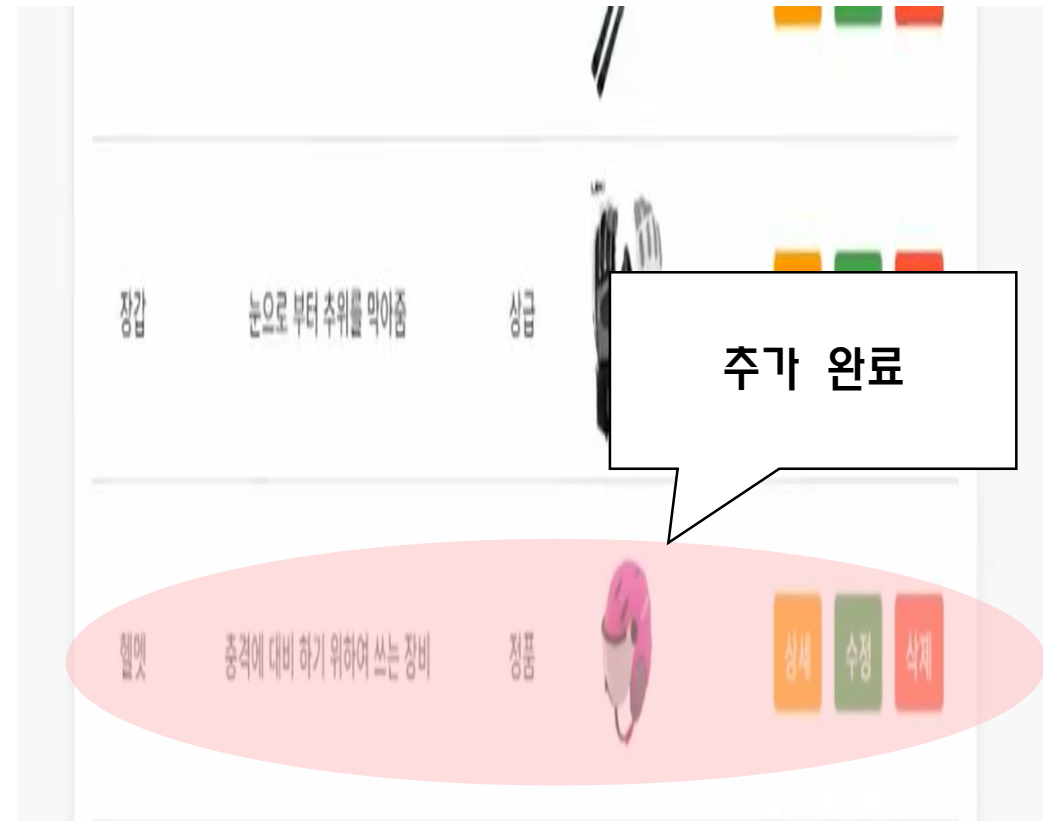 장갑 눈으로 부터 추위를 막아줌 상급
추가 완료
헬멧 충격에 대비 하기 위하여 쓰는 장비 정품 상세 수정 삭제